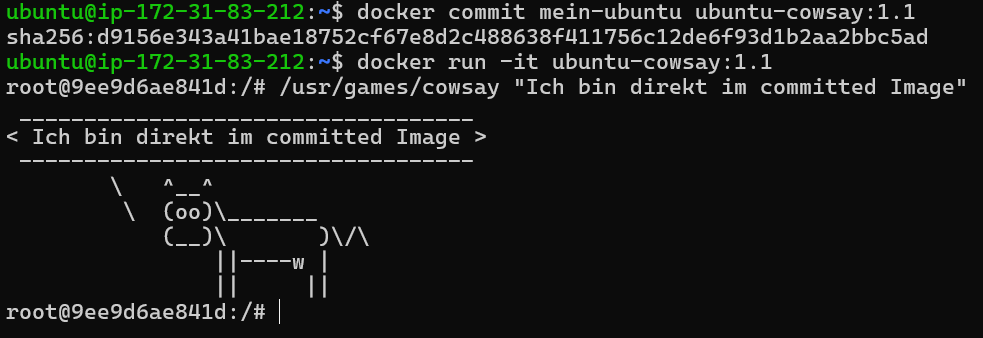 ubuntu@ip-172-31-83-212:~$ docker commit mein-ubuntu ubuntu-cowsay:1.1
sha256:d9156e343a41bae18752cf67e8d2c488638f411756c12de6f93d1b2aa2bbc5ad
ubuntu@ip-172-31-83-212:~$ docker run -it ubuntu-cowsay:1.1
root@9ee9d6ae841d:/# /usr/games/cowsay "Ich bin direkt im committed Image"
 ___________________________________
< Ich bin direkt im committed Image >
 -----------------------------------
        \   ^__^
         \  (oo)\_______
            (__)\       )\/\
                ||----w |
                ||     ||
root@9ee9d6ae841d:/#